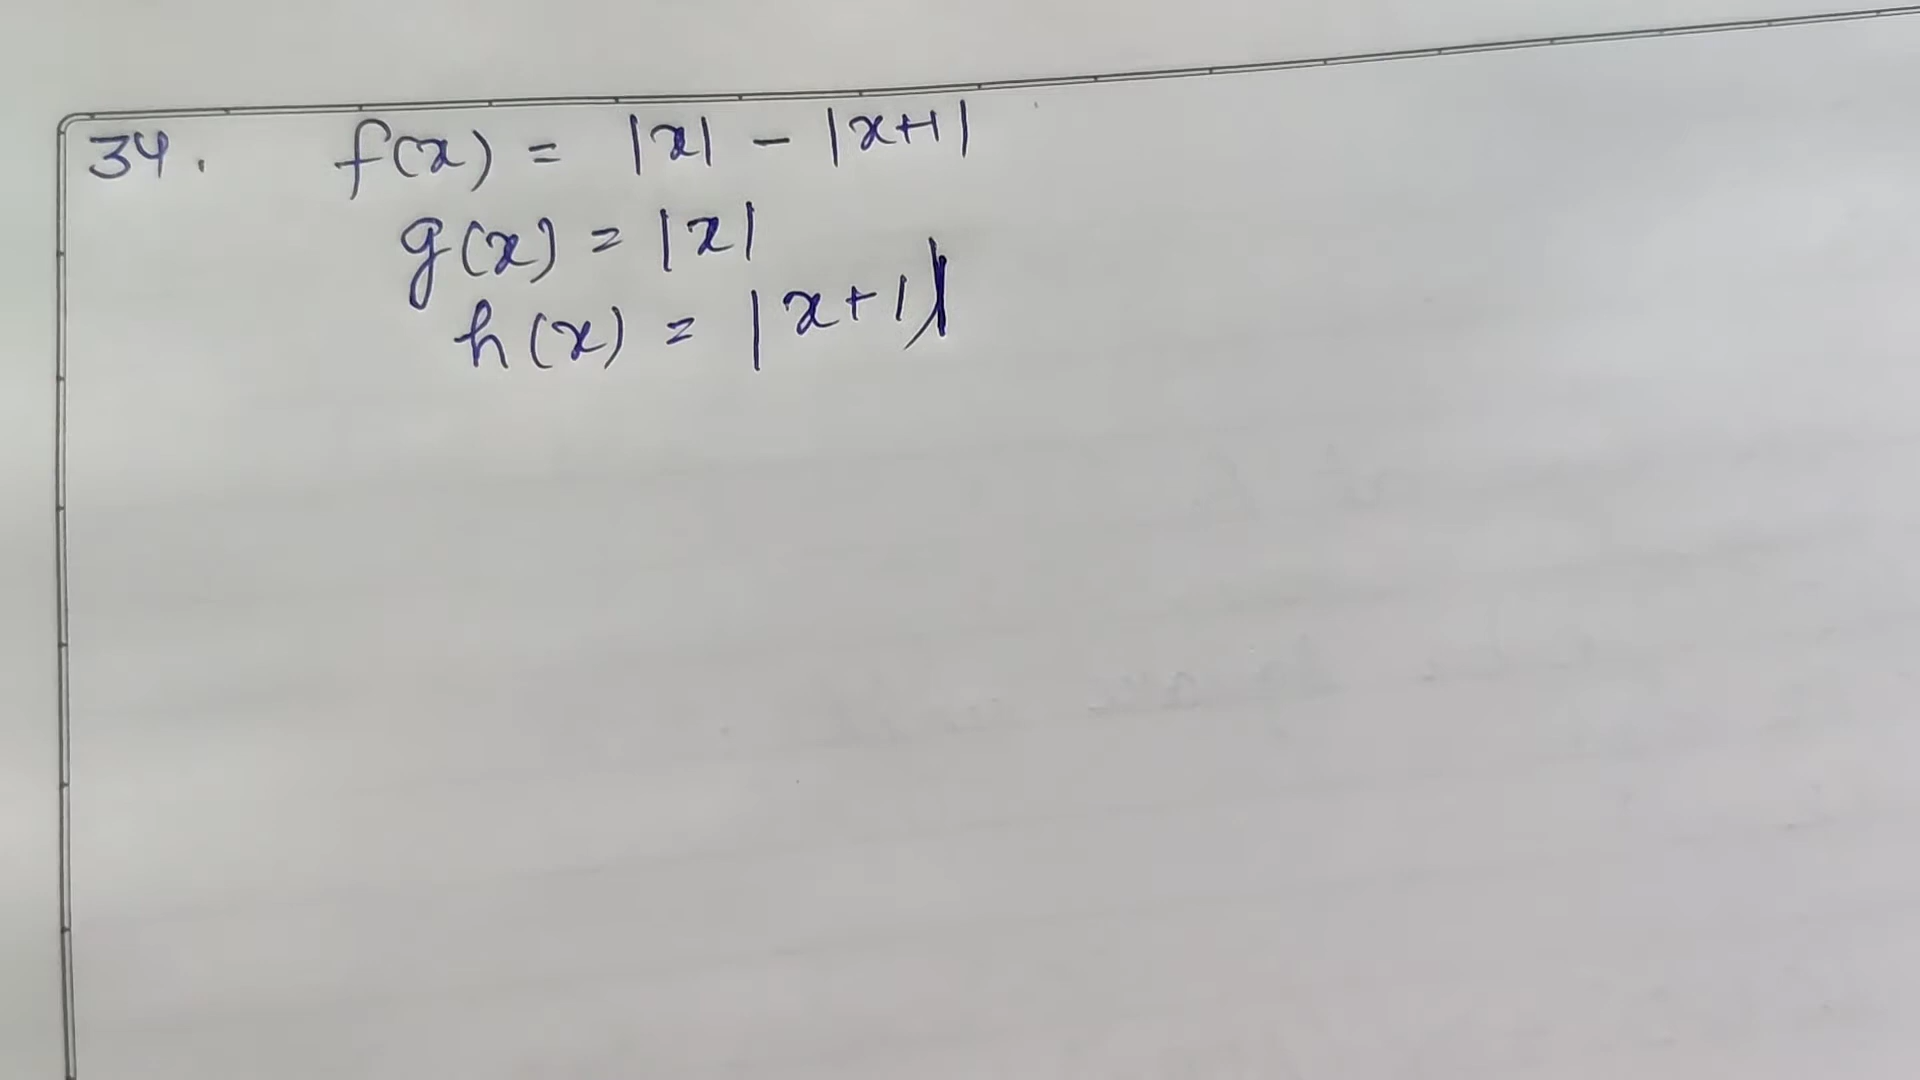 34. f(x) = |x| - |x+1|
g(x) = |x|
h(x) = |x+1|